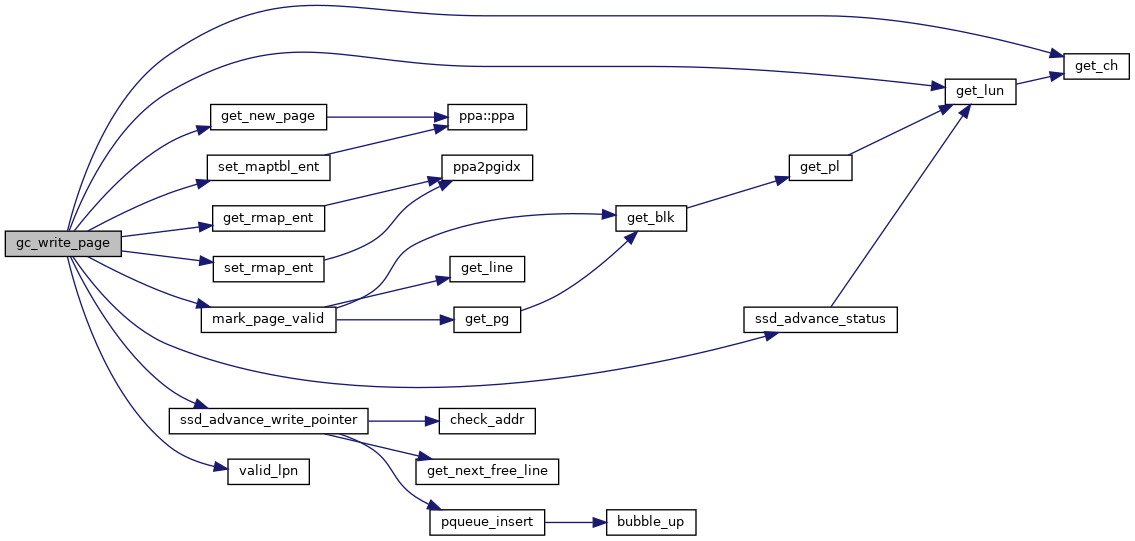 get_ch
get_lun
get_new_page
ppa::ppa
set_maptbl_ent
ppa2pgidx
get_pl
get_rmap_ent
get_blk
gc_write_page
set_rmap_ent
get_line
mark_page_valid
get_pg
ssd_advance_status
ssd_advance_write_pointer
check_addr
valid_lpn
get_next_free_line
pqueue_insert
bubble_up